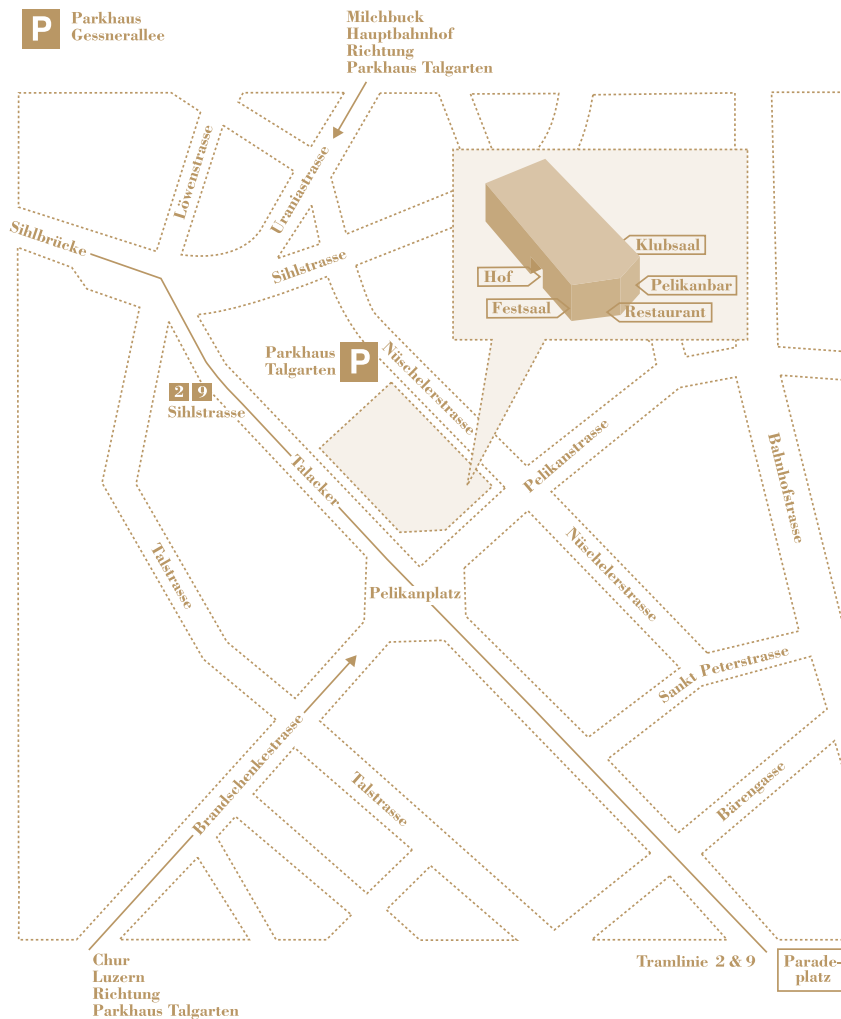 P
Parkhaus
Gessnerallee
Milchbuck
Hauptbahnhof
Richtung
Parkhaus Talgarten
Löwenstrasse
Uraniastrasse
Sihlbrücke
Sihlstrasse
Klubsaal
Hof
Pelikanbar
Festsaal
Restaurant
Parkhaus
Talgarten
P
Nüschelerstrasse
2 9
Sihlstrasse
Talacker
Pelikanstrasse
Bahnhofstrasse
Talstrasse
Nüschelerstrasse
Pelikanplatz
Sankt Peterstrasse
Brandschenkestrasse
Talstrasse
Bärengasse
Chur
Luzern
Richtung
Parkhaus Talgarten
Tramlinie 2 & 9
Parade-
platz